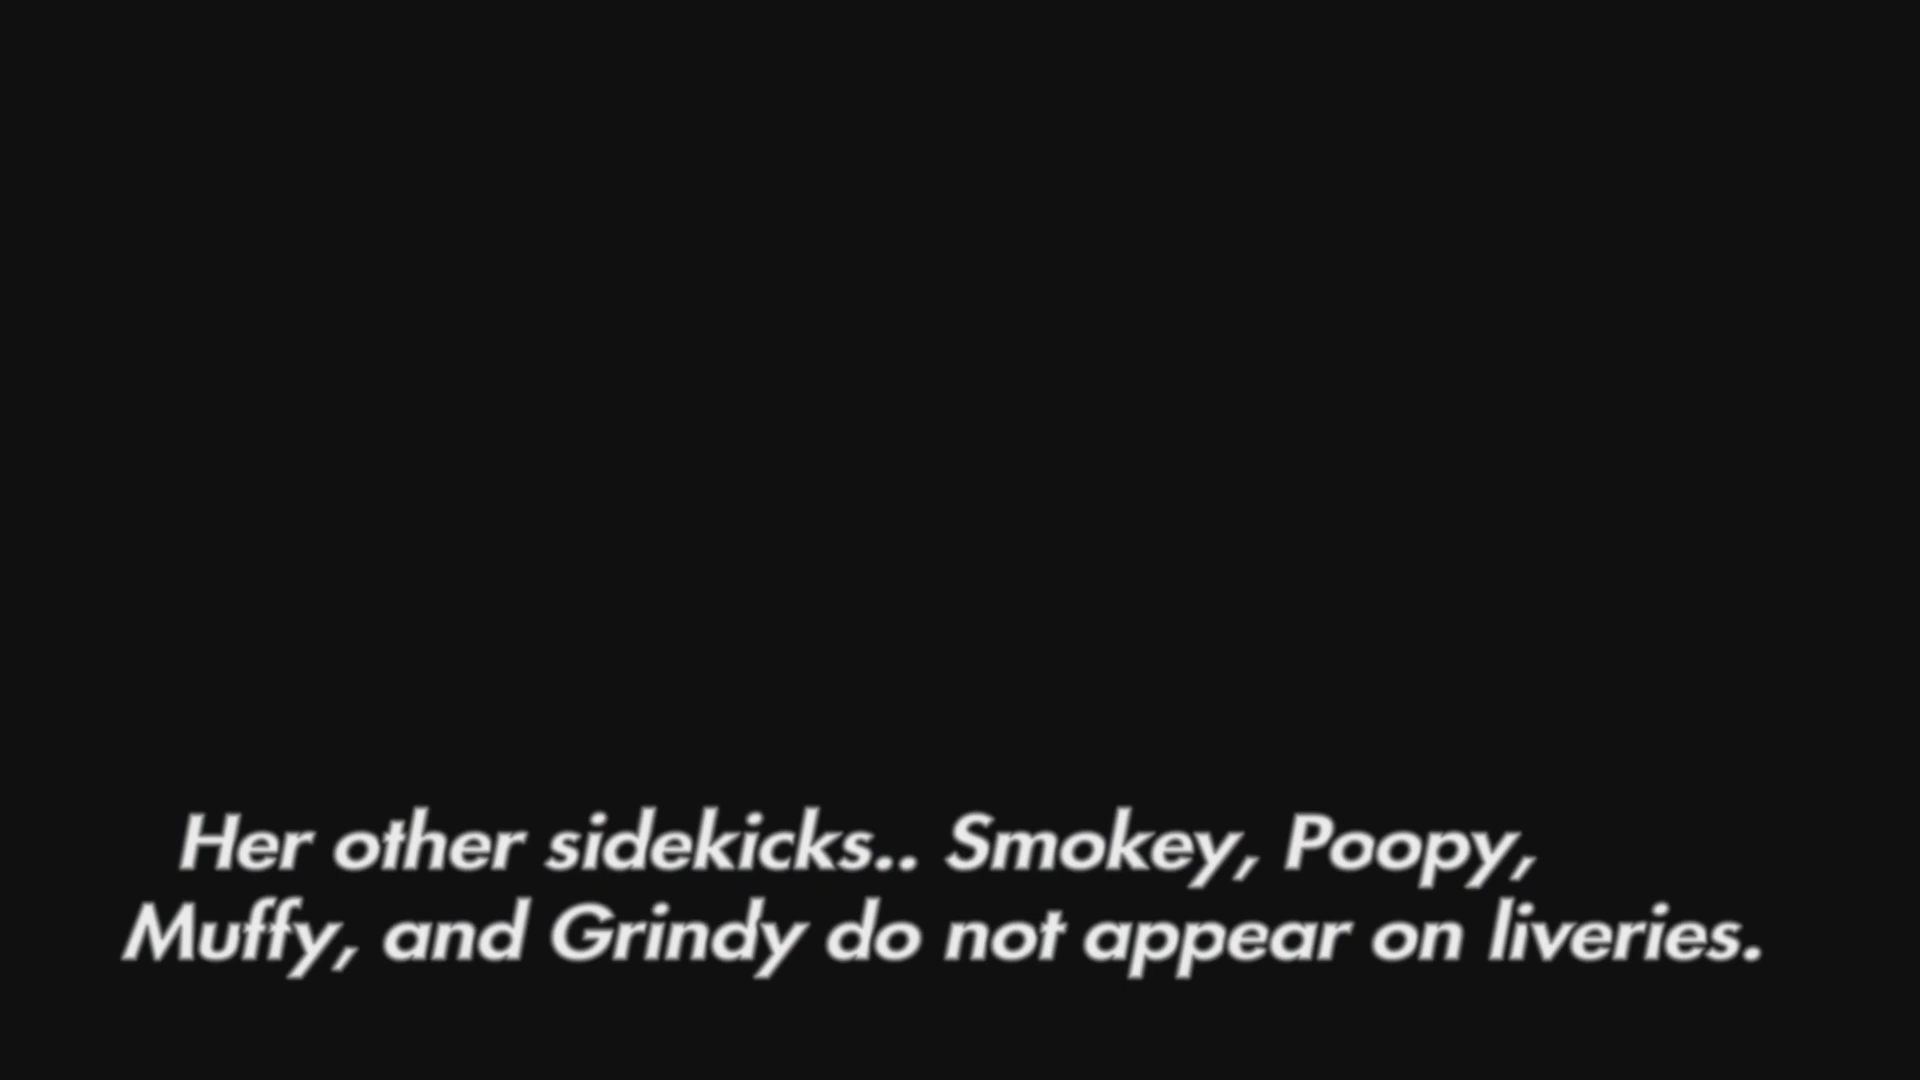 Her other sidekicks.. Smokey, Poopy,
Muffy, and Grindy do not appear on liveries.